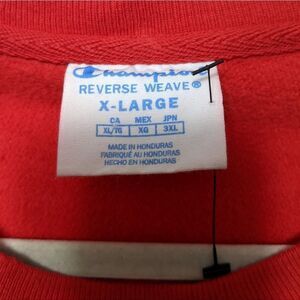 Champion
REVERSE WEAVE®
X-LARGE
CA MEX JPN
XL/TG XG 3XL
MADE IN HONDURAS
FABRIQUÉ AU HONDURAS
HECHO EN HONDURAS